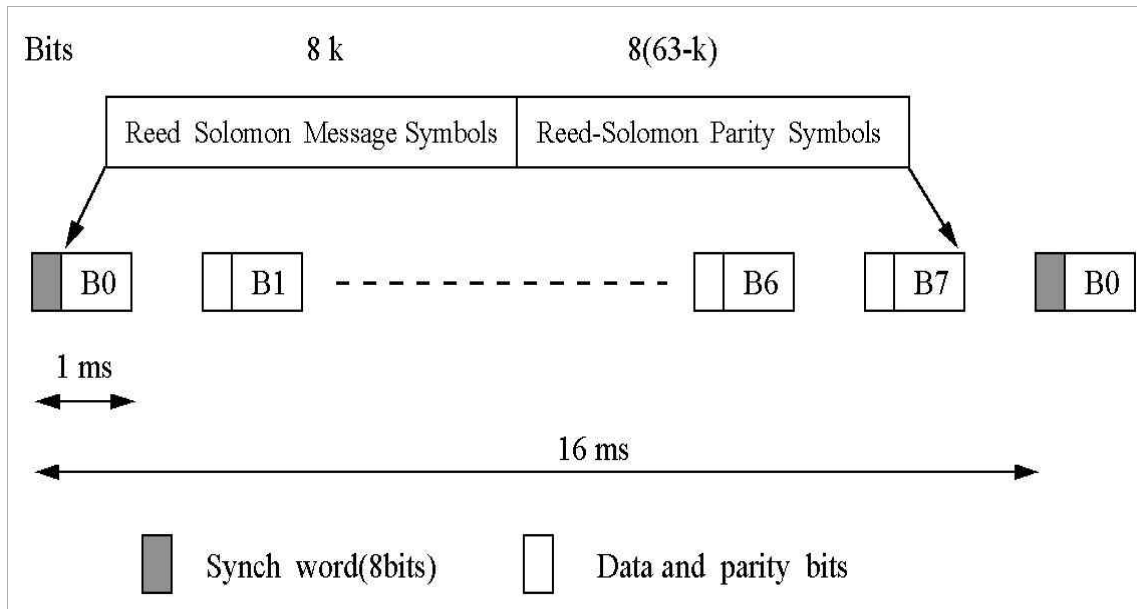 Bits 8 k 8(63-k)
Reed Solomon Message Symbols Reed-Solomon Parity Symbols
B0 B1 B6 B7 B0
1 ms
16 ms
Synch word(8bits) Data and parity bits